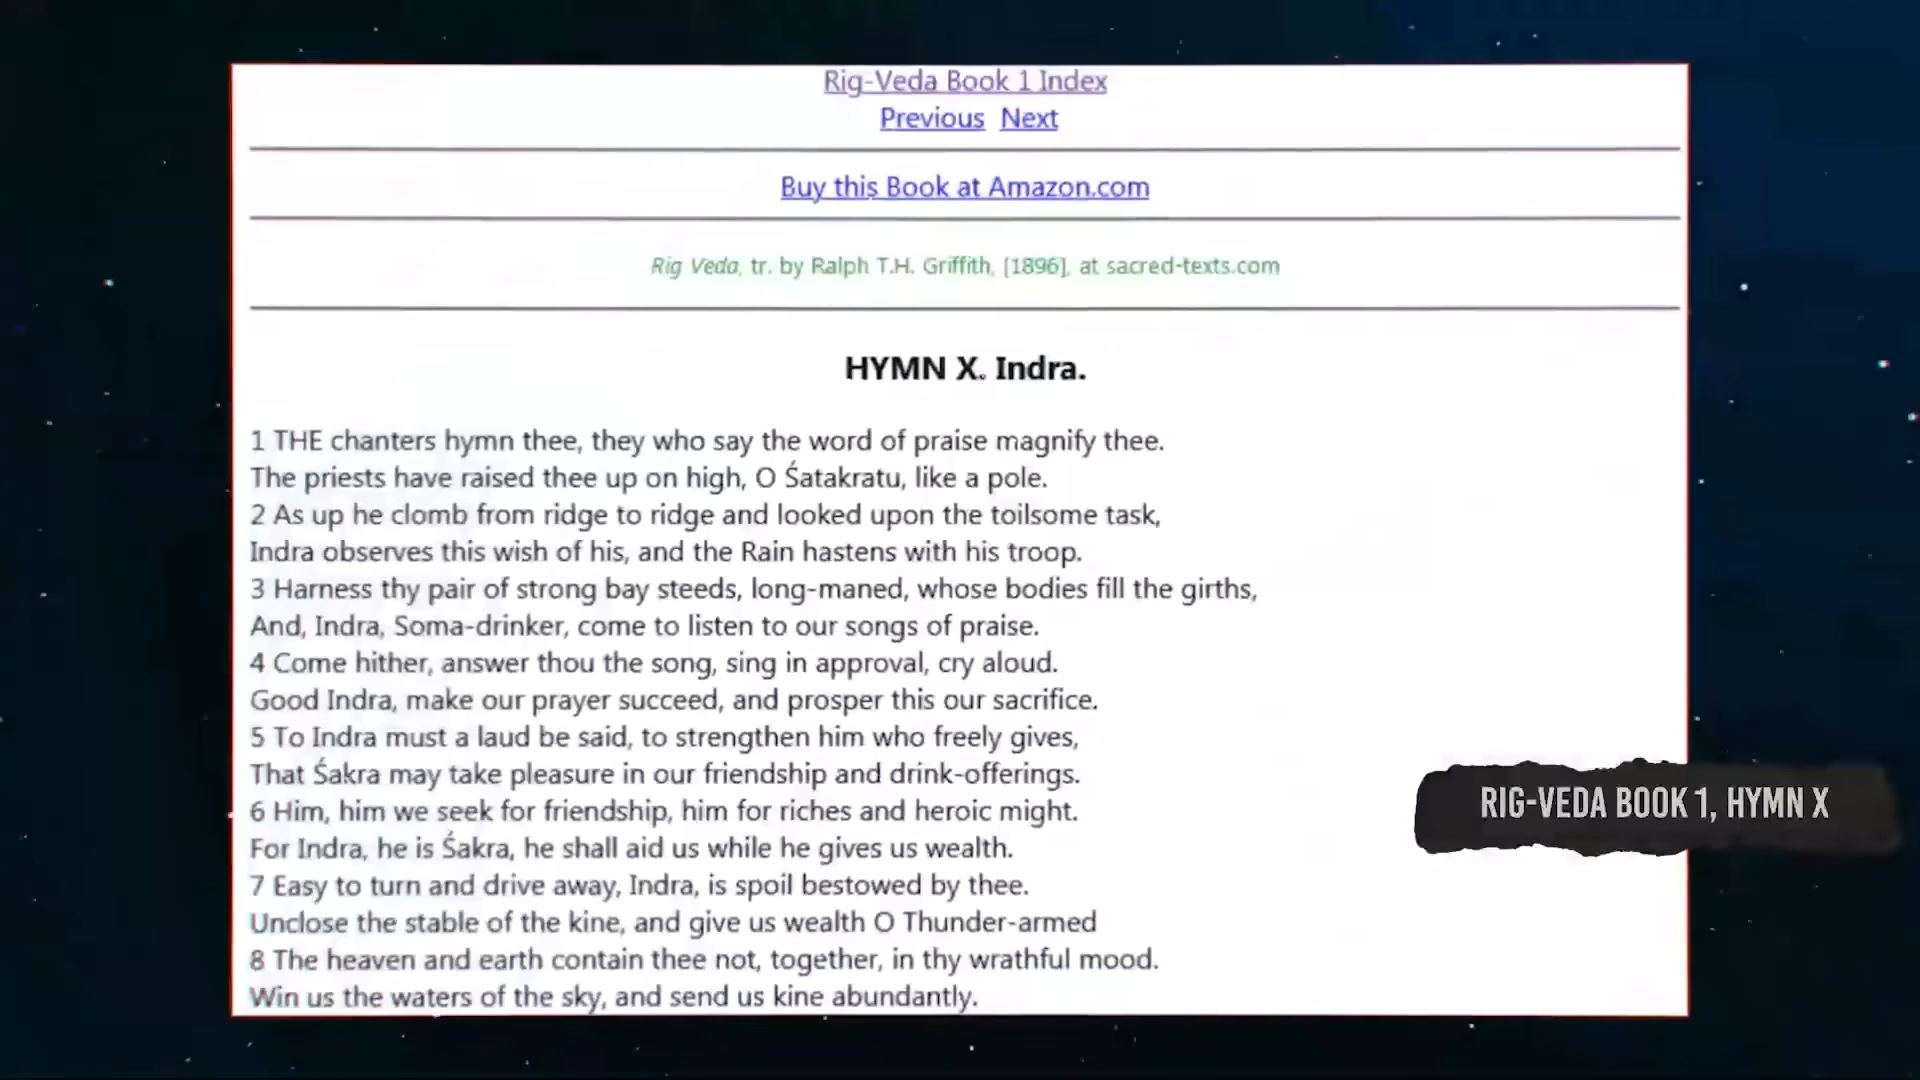 Rig-Veda Book 1 Index
Previous Next
Buy this Book at Amazon.com
Rig Veda, tr. by Ralph T.H. Griffith, [1896], at sacred-texts.com
HYMN X. Indra.
1 THE chanters hymn thee, they who say the word of praise magnify thee.
The priests have raised thee up on high, O Śatakratu, like a pole.
2 As up he clomb from ridge to ridge and looked upon the toilsome task,
Indra observes this wish of his, and the Rain hastens with his troop.
3 Harness thy pair of strong bay steeds, long-maned, whose bodies fill the girths,
And, Indra, Soma-drinker, come to listen to our songs of praise.
4 Come hither, answer thou the song, sing in approval, cry aloud.
Good Indra, make our prayer succeed, and prosper this our sacrifice.
5 To Indra must a laud be said, to strengthen him who freely gives,
That Śakra may take pleasure in our friendship and drink-offerings.
6 Him, him we seek for friendship, him for riches and heroic might.
For Indra, he is Śakra, he shall aid us while he gives us wealth.
7 Easy to turn and drive away, Indra, is spoil bestowed by thee.
Unclose the stable of the kine, and give us wealth O Thunder-armed
8 The heaven and earth contain thee not, together, in thy wrathful mood.
Win us the waters of the sky, and send us kine abundantly.
RIG-VEDA BOOK 1, HYMN X